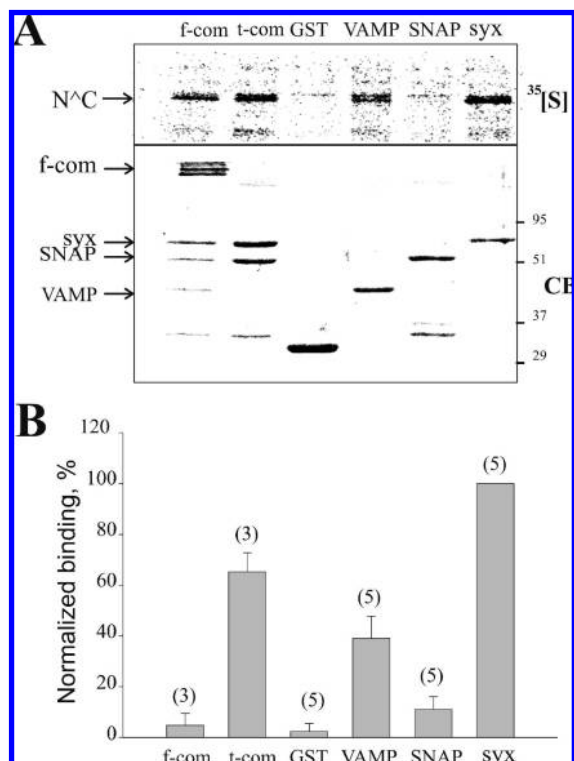 A
f-com t-com GST VAMP SNAP syx
N^C
35[S]
f-com
syx
SNAP
VAMP
95
51
37
29
B
Normalized binding, %
120
100
80
60
40
20
0
(3) (3) (5) (5) (5) (5)
f-com t-com GST VAMP SNAP syx